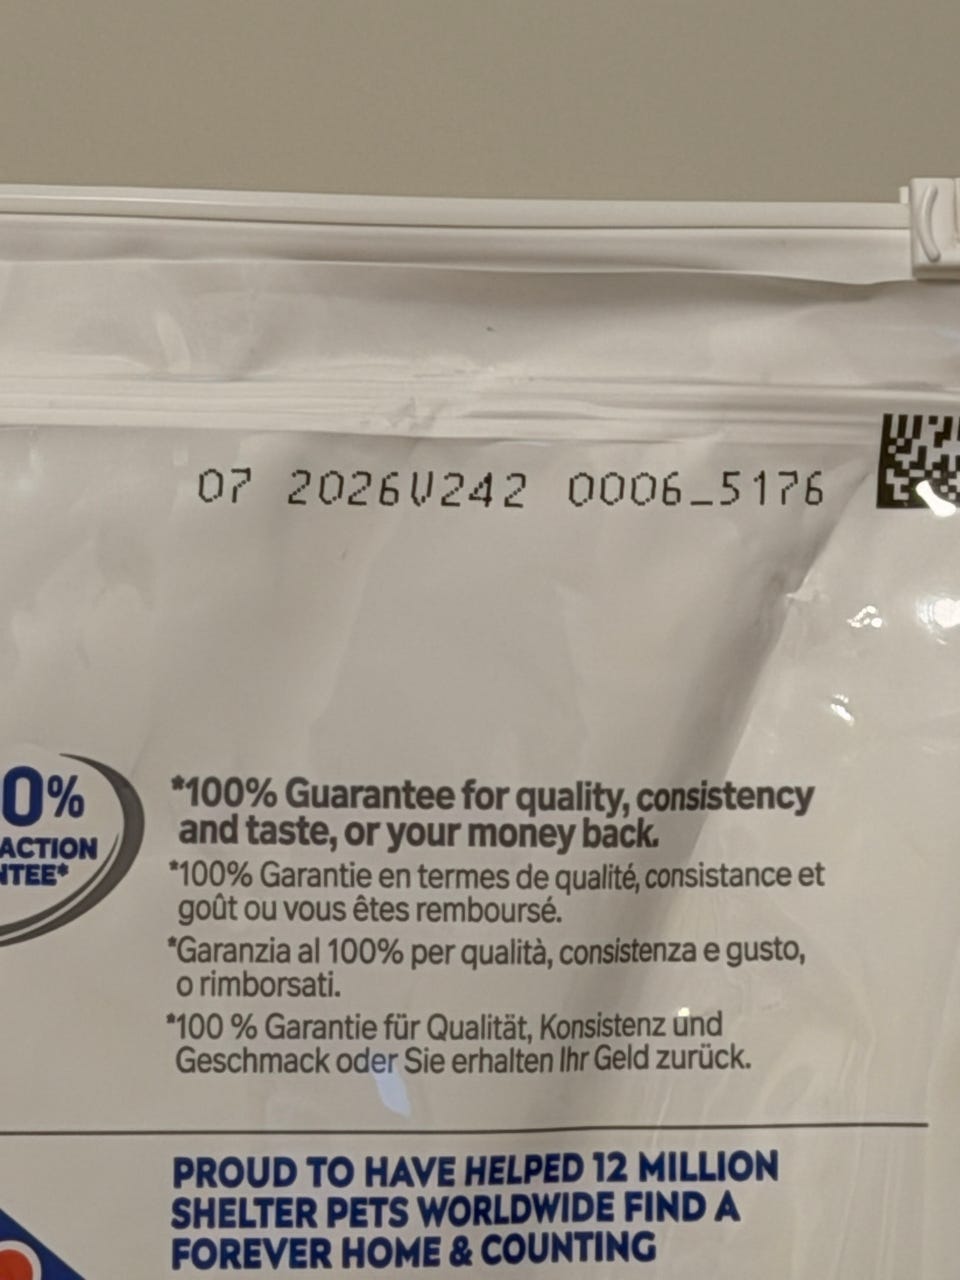 07 2026V242 0006_5176
0%
ACTION
NTEE*
*100% Guarantee for quality, consistency
and taste, or your money back.
*100% Garantie en termes de qualité, consistance et
goût ou vous êtes remboursé.
*Garanzia al 100% per qualità, consistenza e gusto,
o rimborsati.
*100 % Garantie für Qualität, Konsistenz und
Geschmack oder Sie erhalten Ihr Geld zurück.
PROUD TO HAVE HELPED 12 MILLION
SHELTER PETS WORLDWIDE FIND A
FOREVER HOME & COUNTING